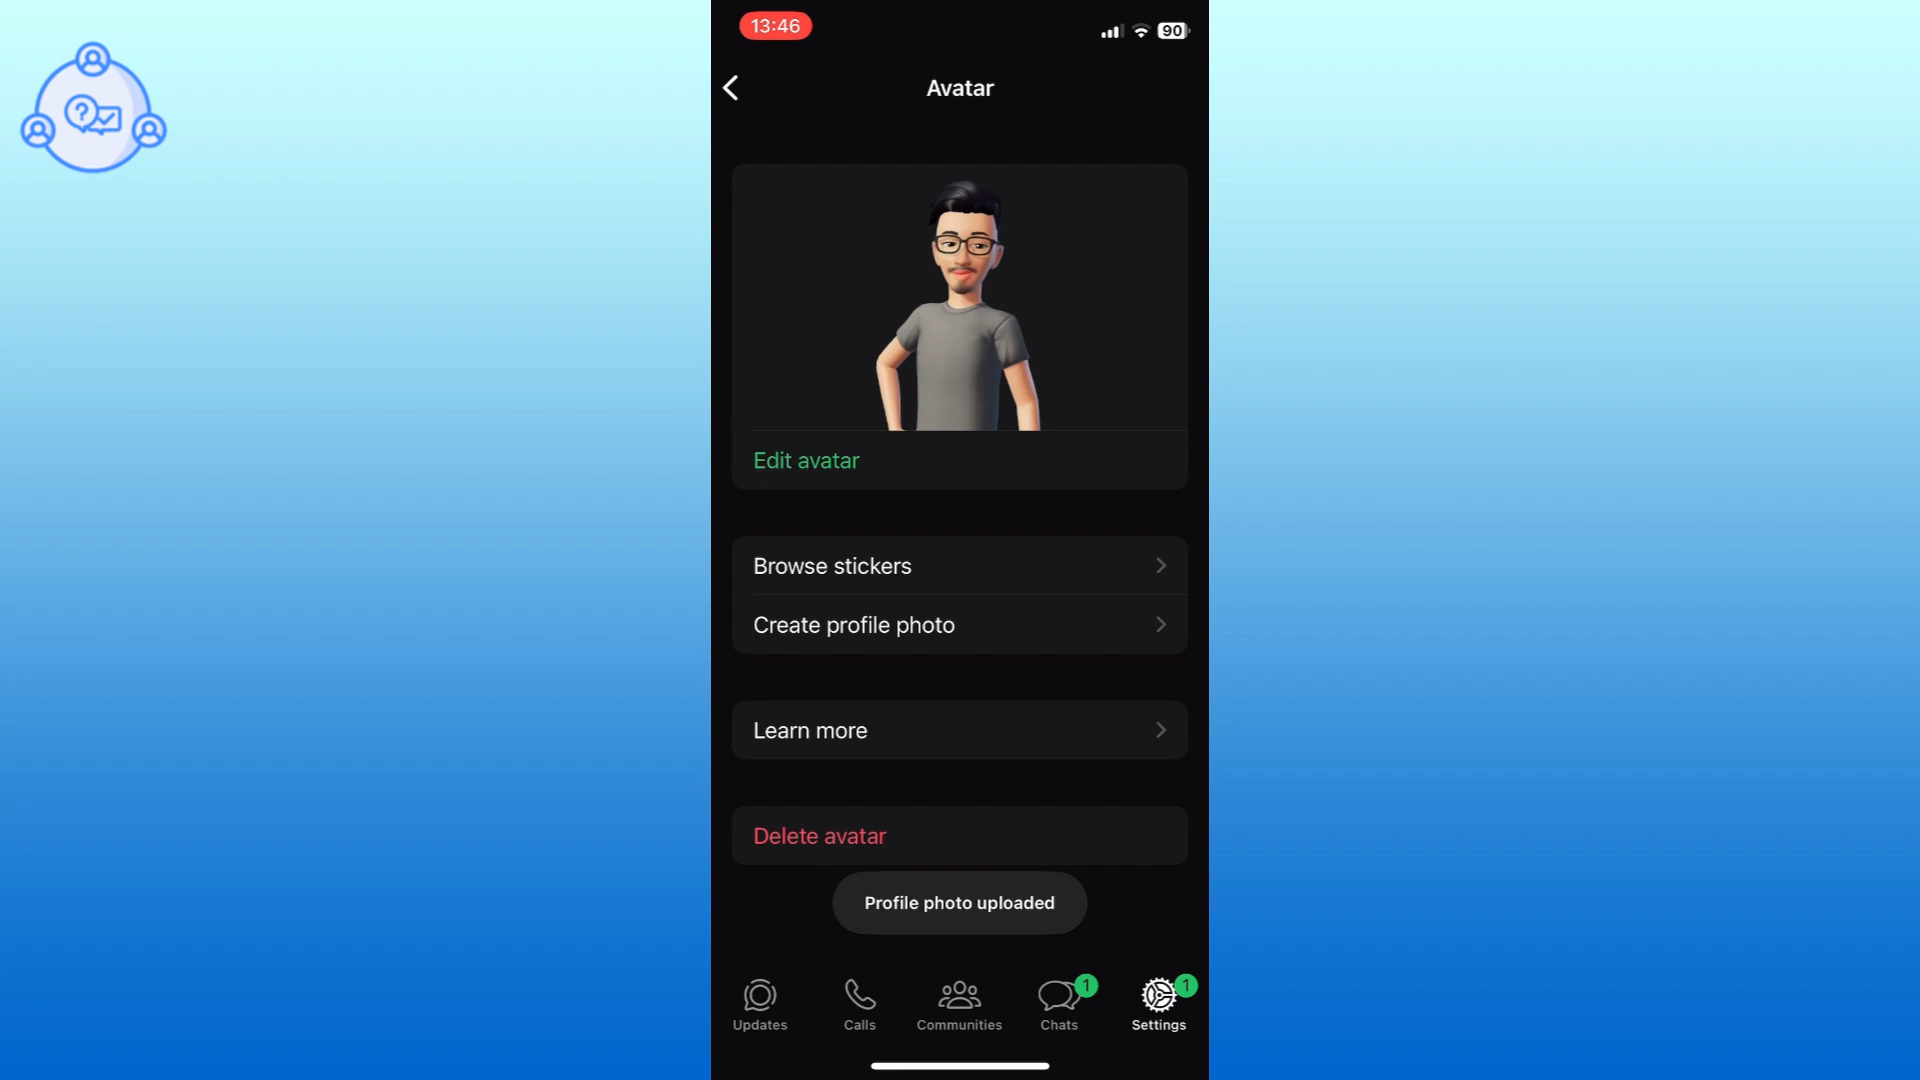 13:46
90
Avatar
Edit avatar
Browse stickers
Create profile photo
Learn more
Delete avatar
Profile photo uploaded
1
1
Updates
Calls
Communities
Chats
Settings
?